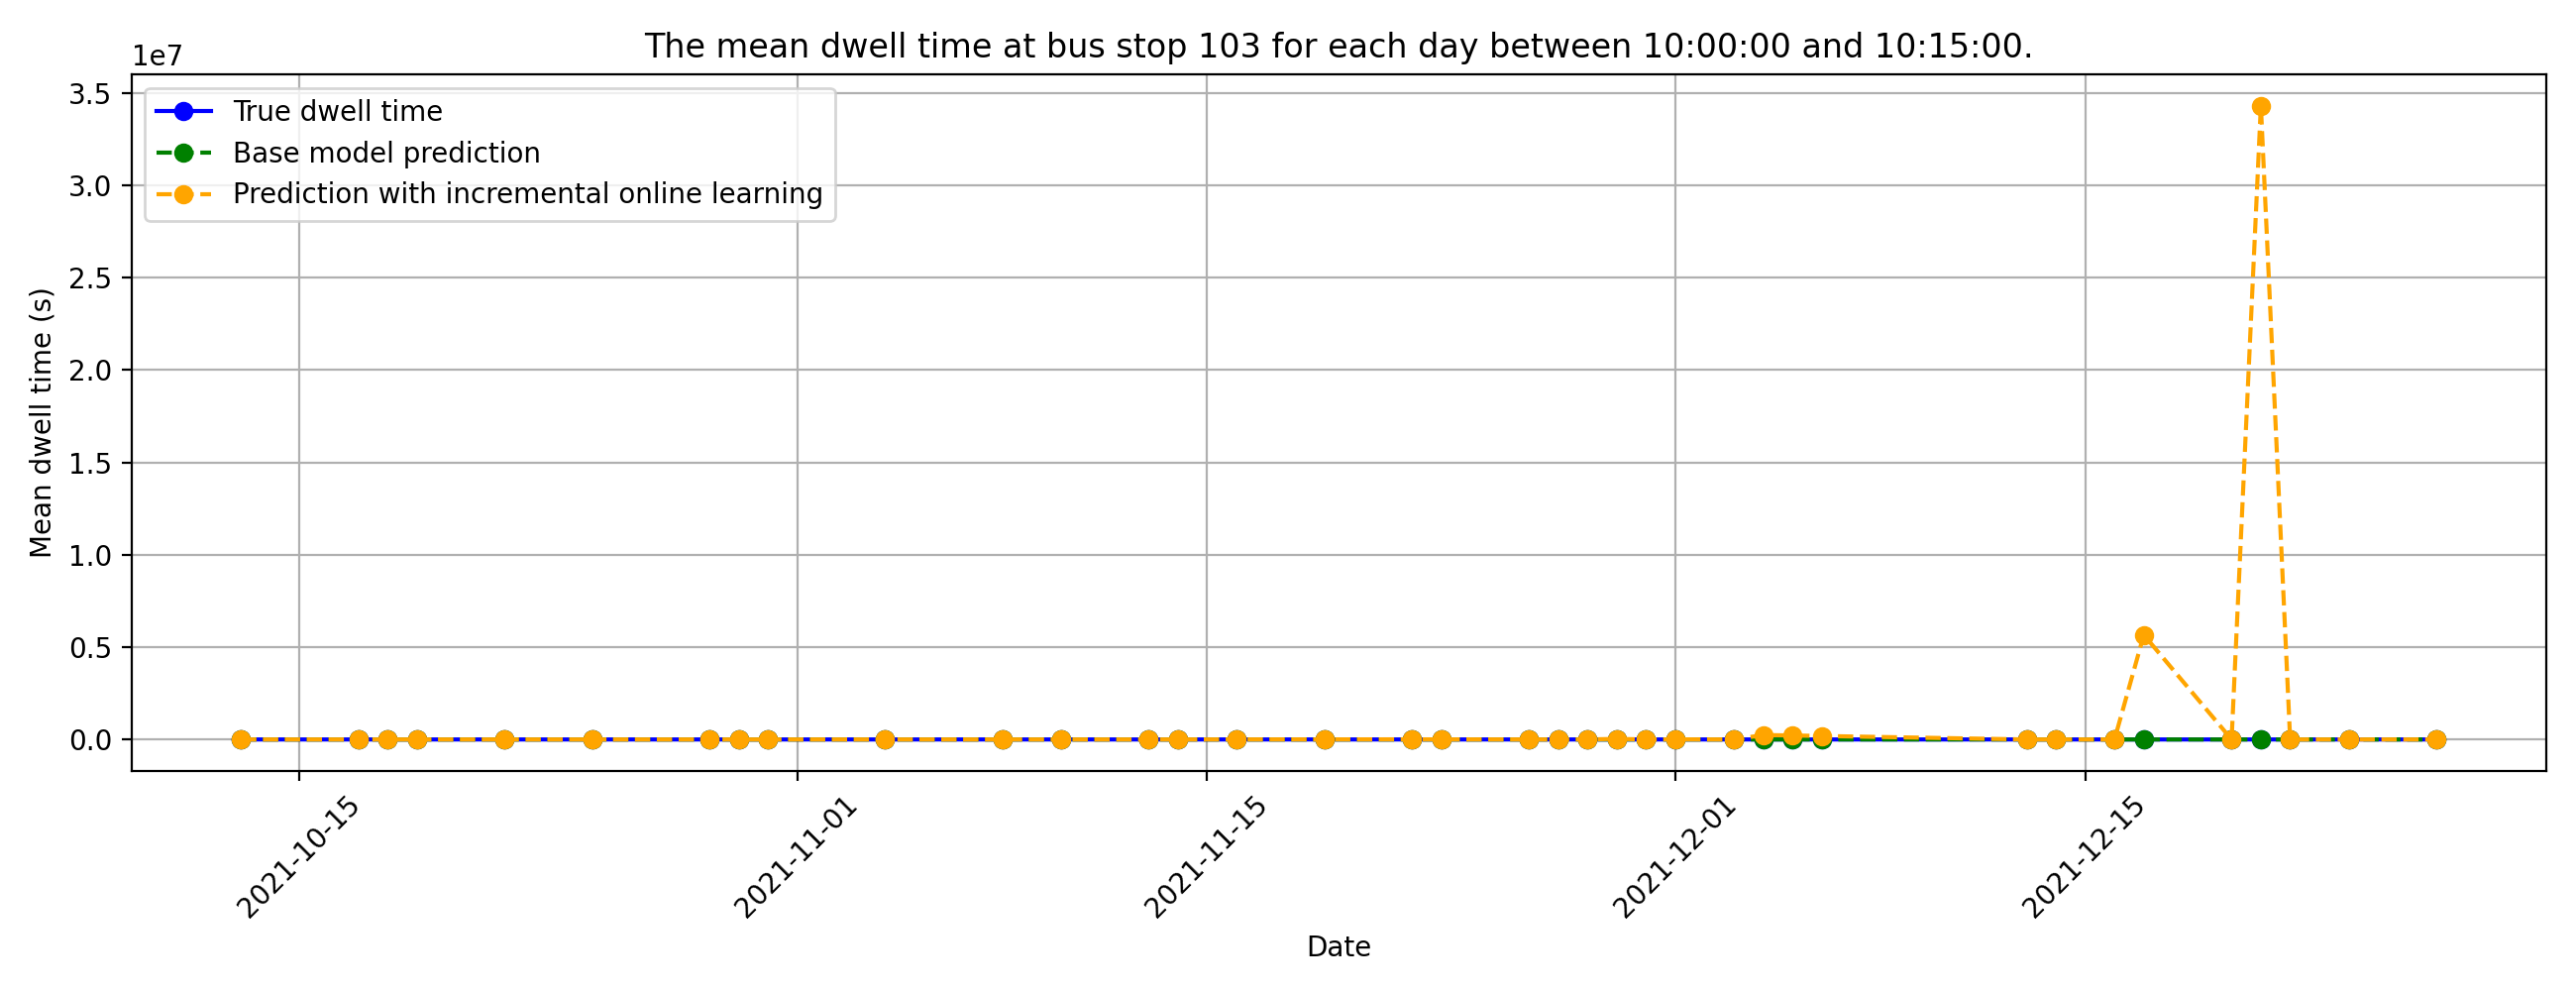 The mean dwell time at bus stop 103 for each day between 10:00:00 and 10:15:00.
1e7
3.5
3.0
2.5
2.0
1.5
1.0
0.5
0.0
Mean dwell time (s)
True dwell time
Base model prediction
Prediction with incremental online learning
2021-10-15
2021-11-01
2021-11-15
2021-12-01
2021-12-15
Date